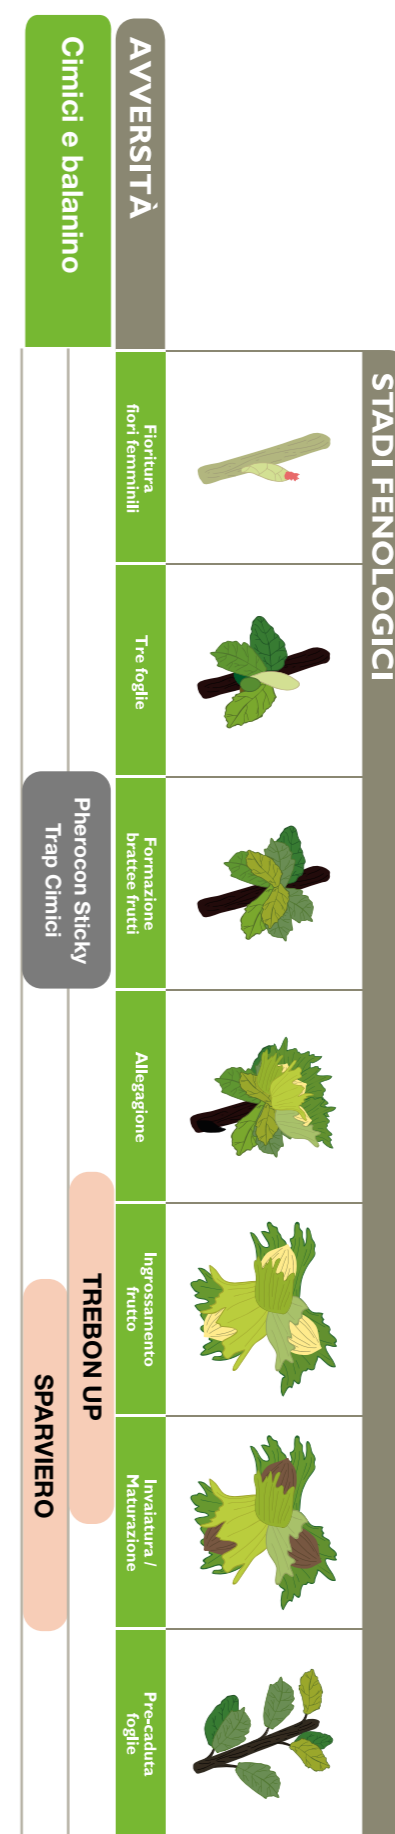 STADI FENOLOGICI
AVVERSITÀ
Fioritura
fiori femminili
Tre foglie
Formazione
brattee frutti
Allegagione
Ingrossamento
frutto
Invaiatura /
Maturazione
Pre-caduta
foglie
Cimici e balanino
Pherocon Sticky
Trap Cimici
TREBON UP
SPARVIERO